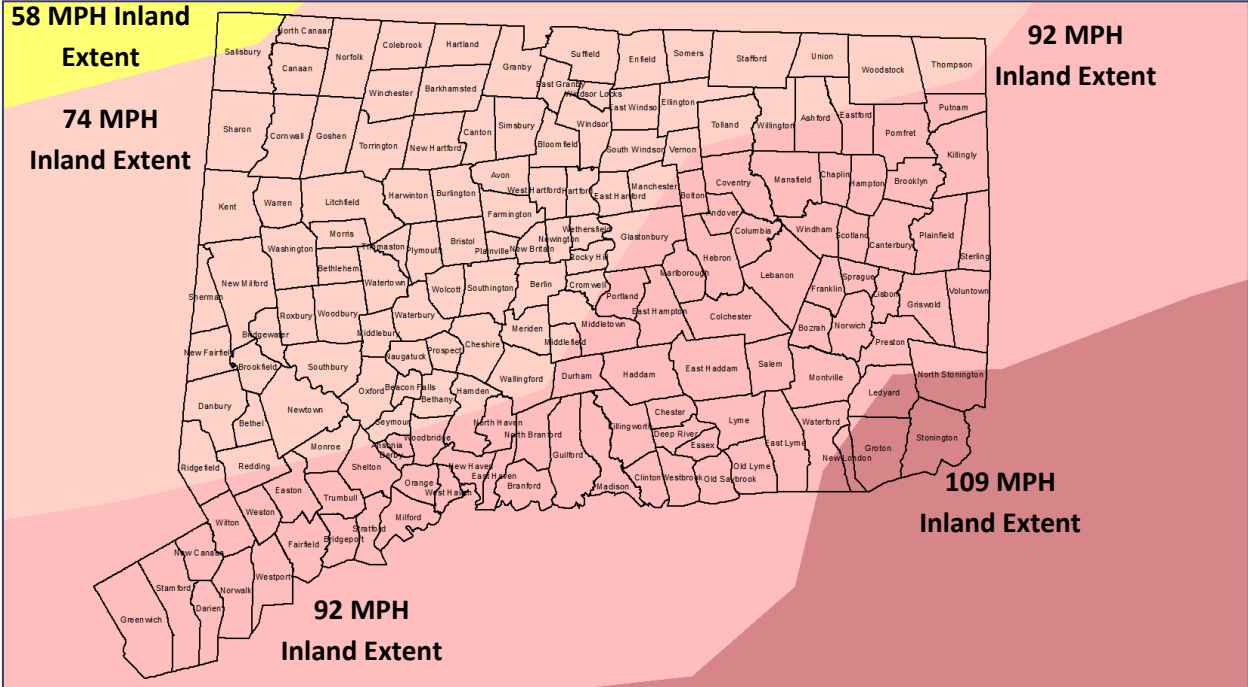 58 MPH Inland
Extent
74 MPH
Inland Extent
92 MPH
Inland Extent
North Canaan
Salisbury
Canaan
Norfolk
Colebrook
Hartland
Granby
Suffield
Enfield
Somers
Stafford
Union
Woodstock
Thompson
Winchester
Barkhamsted
East Granby
Windsor Locks
East Windso
Ellington
Putnam
Sharon
Cornwall
Goshen
Torrington
New Hartford
Canton
Simsbury
Bloomfield
Windsor
South Windsor
Vernon
Tolland
Willington
Ashford
Eastford
Pomfret
Killingly
Kent
Warren
Litchfield
Harwinton
Burlington
Avon
West Hartford
Hartford
East Hartford
Manchester
Bolton
Coventry
Mansfield
Chaplin
Hampton
Brooklyn
Morris
Washington
Thomaston
Plymouth
Bristol
Farmington
Plainville
New Britain
Newington
Wethersfield
Rocky Hill
Glastonbury
Andover
Columbia
Hebron
Windham
Scotland
Canterbury
Plainfield
Sterling
Bethlehem
Watertown
New Milford
Sherman
Wolcott
Southington
Berlin
Cromwell
Portland
Marlborough
East Hampton
Lebanon
Franklin
Sprague
Lisbon
Griswold
Voluntown
Roxbury
Woodbury
Waterbury
Bridgewater
Middlebury
Meriden
Middletown
Middlefield
Colchester
Bozrah
Norwich
Preston
New Fairfield
Brookfield
Southbury
Naugatuck
Prospect
Cheshire
Wallingford
Durham
Haddam
East Haddam
Salem
Montville
Ledyard
North Stonington
Danbury
Bethel
Newtown
Oxford
Beacon Falls
Bethany
Hamden
Seymour
Woodbridge
North Haven
North Branford
Guilford
Killingworth
Chester
Deep River
Essex
Lyme
East Lyme
Waterford
New London
Groton
Stonington
Ridgefield
Redding
Monroe
Ansonia
Derby
Shelton
Orange
New Haven
East Haven
West Haven
Branford
Madison
Clinton
Westbrook
Old Saybrook
Old Lyme
Easton
Trumbull
Weston
Wilton
Milford
Stratford
Bridgeport
Fairfield
New Canaan
Stamford
Westport
Norwalk
Darien
Greenwich
109 MPH
Inland Extent
92 MPH
Inland Extent